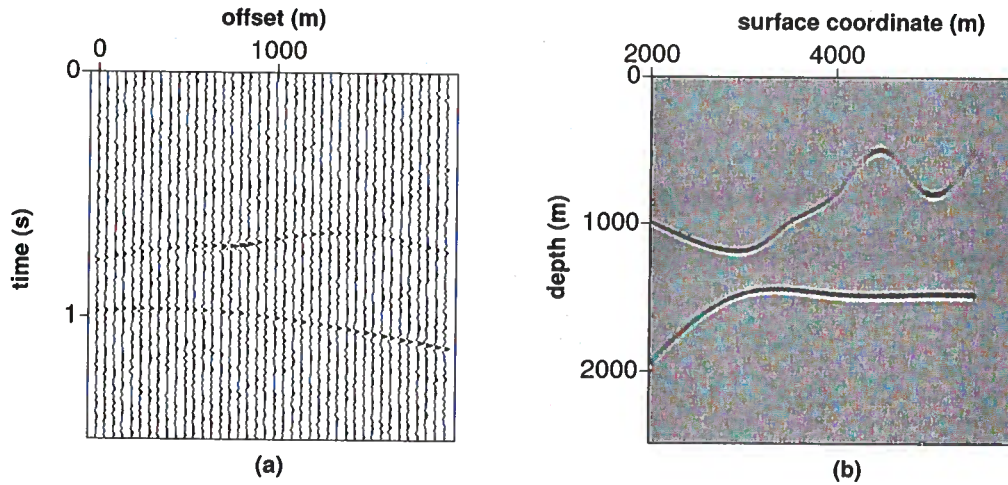 offset (m)
0 1000
0
time (s)
1
(a)
surface coordinate (m)
2000 4000
0
1000
depth (m)
2000
(b)